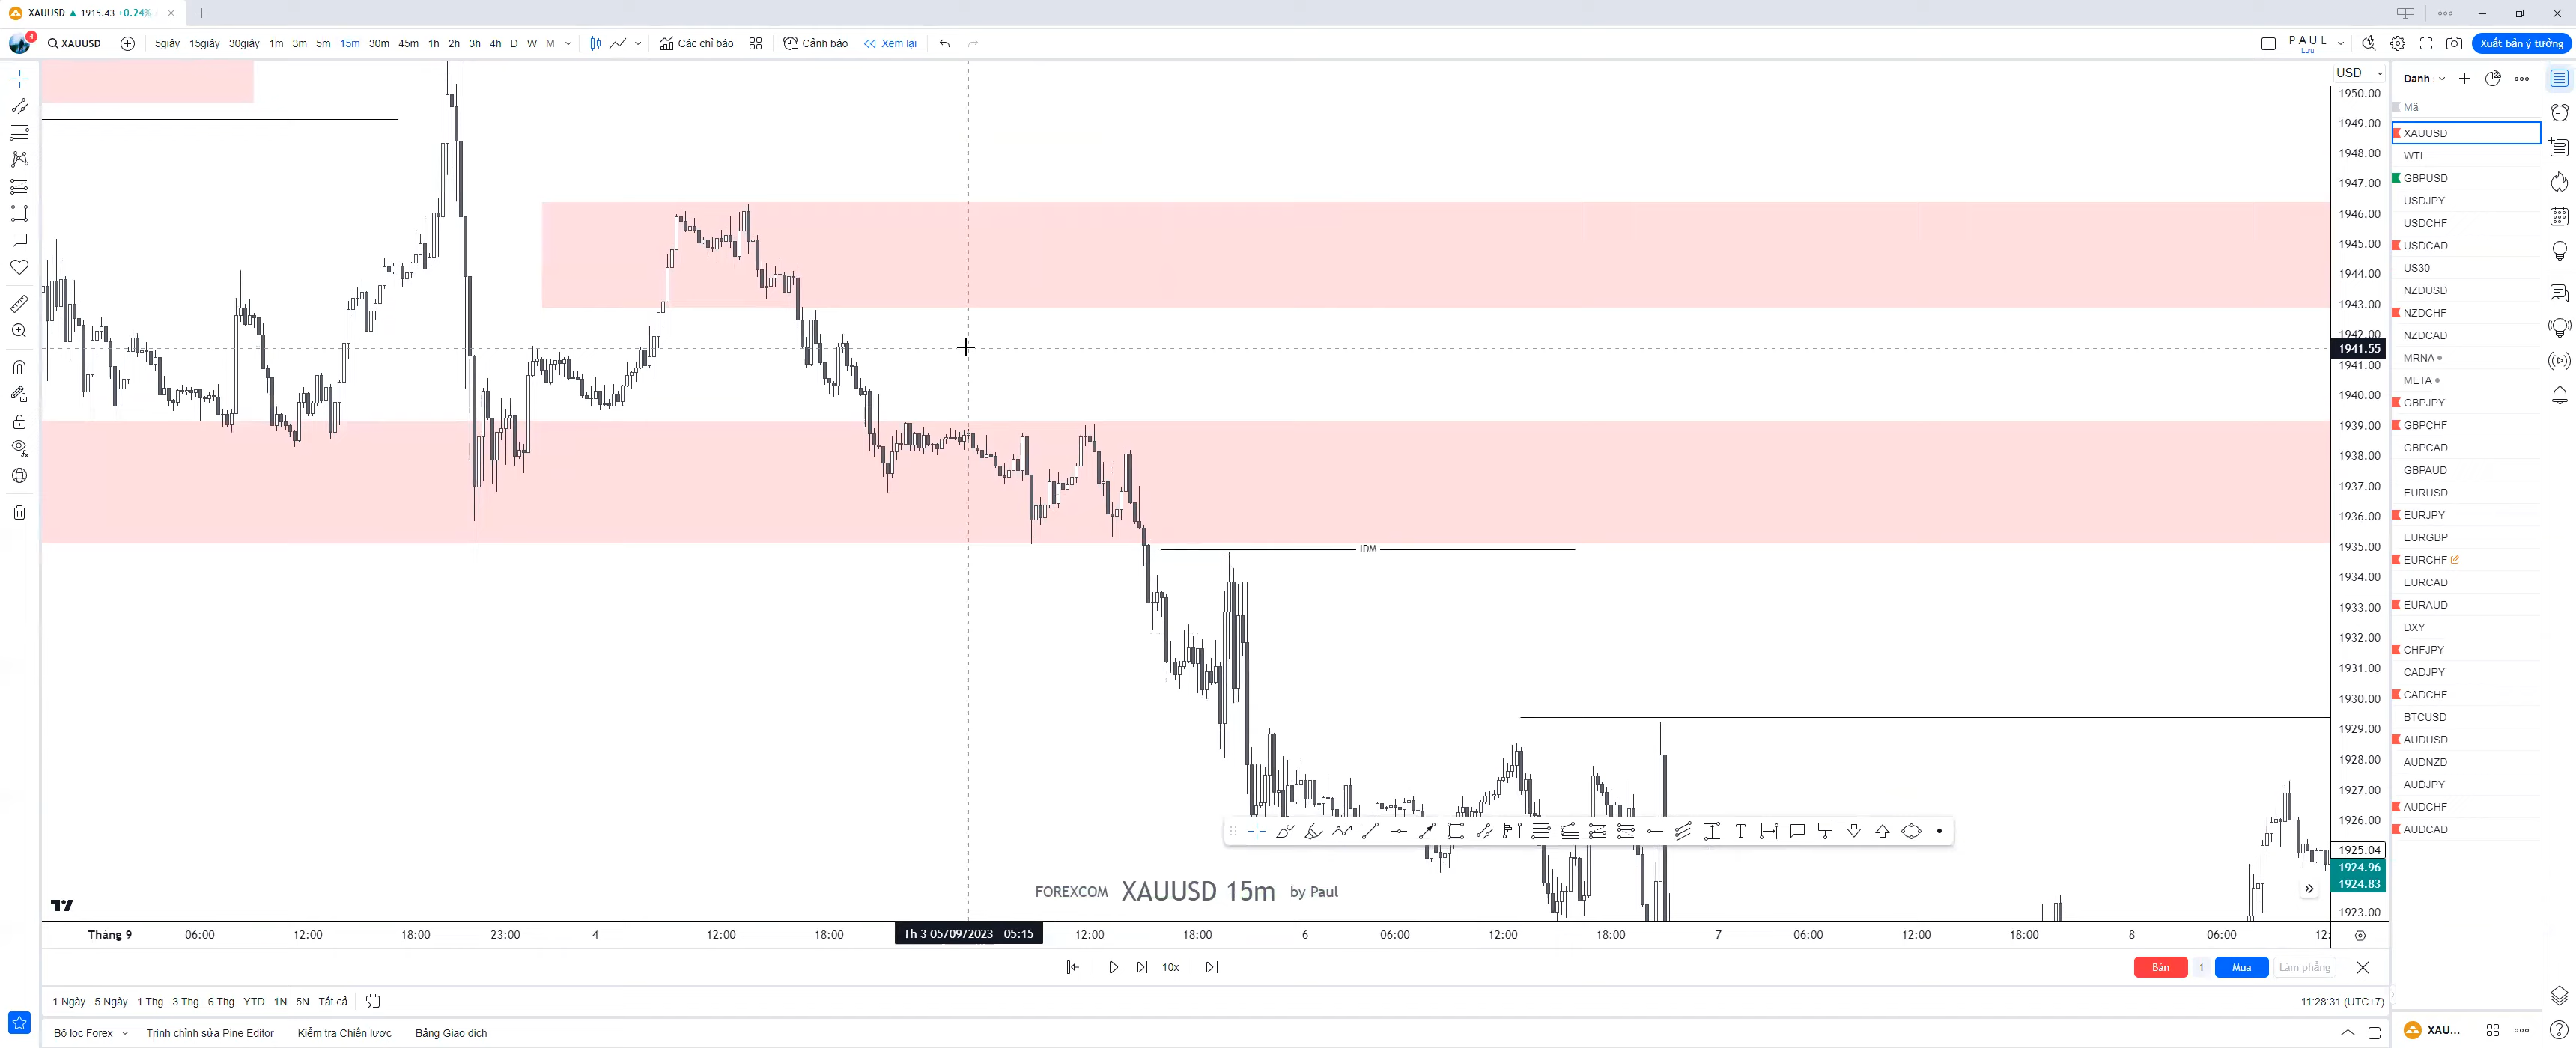 XAUUSD ▲ 1915.43 +0.24%
4 XAUUSD 5giây 15giây 30giây 1m 3m 5m 15m 30m 45m 1h 2h 3h 4h D W M Các chỉ báo Cảnh báo Xem lại PAUL Lưu Xuất bản ý tưởng
USD
1950.00
1949.00
1948.00
1947.00
1946.00
1945.00
1944.00
1943.00
1942.00
1941.55
1941.00
1940.00
1939.00
1938.00
1937.00
1936.00
1935.00
1934.00
1933.00
1932.00
1931.00
1930.00
1929.00
1928.00
1927.00
1926.00
1925.04
1924.96
1924.83
1923.00
IDM
FOREXCOM XAUUSD 15m by Paul
Tháng 9 06:00 12:00 18:00 23:00 4 12:00 18:00 Th 3 05/09/2023 05:15 12:00 18:00 6 06:00 12:00 18:00 7 06:00 12:00 18:00 8 06:00
10x Bán 1 Mua Làm phẳng
1 Ngày 5 Ngày 1 Thg 3 Thg 6 Thg YTD 1N 5N Tất cả 11:28:31 (UTC+7)
Bộ lọc Forex Trình chỉnh sửa Pine Editor Kiểm tra Chiến lược Bảng Giao dịch
Mã
XAUUSD
WTI
GBPUSD
USDJPY
USDCHF
USDCAD
US30
NZDUSD
NZDCHF
NZDCAD
MRNA
META
GBPJPY
GBPCHF
GBPCAD
GBPAUD
EURUSD
EURJPY
EURGBP
EURCHF
EURCAD
EURAUD
DXY
CHFJPY
CADJPY
CADCHF
BTCUSD
AUDUSD
AUDNZD
AUDJPY
AUDCHF
AUDCAD
XAU...